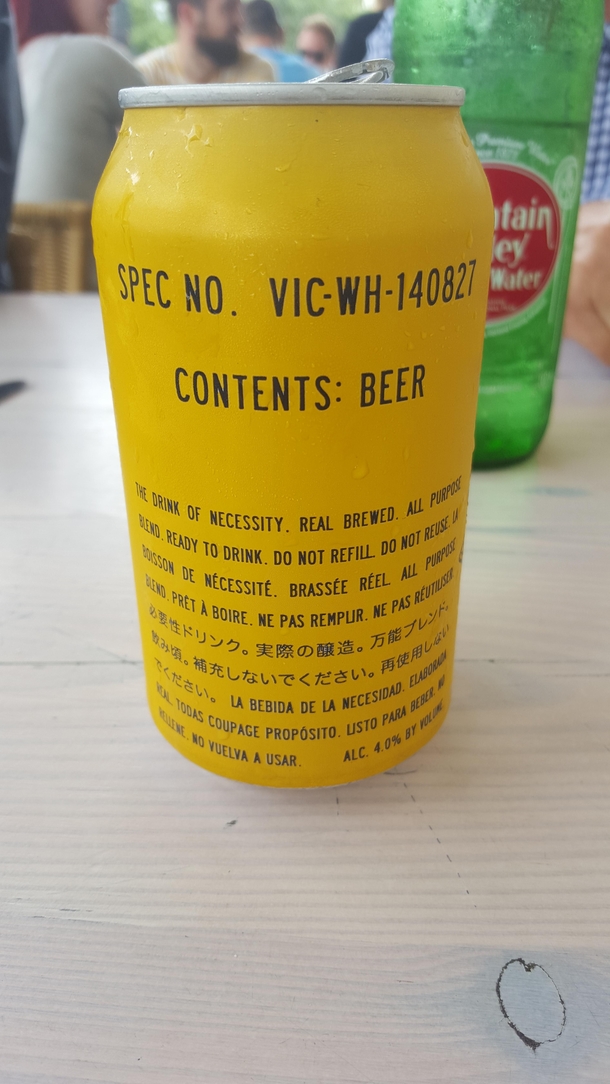 SPEC NO. VIC-WH-140827
CONTENTS: BEER
THE DRINK OF NECESSITY. REAL BREWED. ALL PURPOSE
BLEND. READY TO DRINK. DO NOT REFILL. DO NOT REUSE. LA
BOISSON DE NÉCESSITÉ. BRASSÉE RÉEL. ALL PURPOSE
BLEND. PRÊT À BOIRE. NE PAS REMPLIR. NE PAS RÉUTILISER.
必要性ドリンク。実際の醸造。万能ブレンド。
飲み頃。補充しないでください。再使用しない
でください。 LA BEBIDA DE LA NECESIDAD. ELABORADA
REAL. TODAS COUPAGE PROPÓSITO. LISTO PARA BEBER. NO
RELLENE. NO VUELVA A USAR. ALC. 4.0% BY VOLUME.
ntain
ley
Water